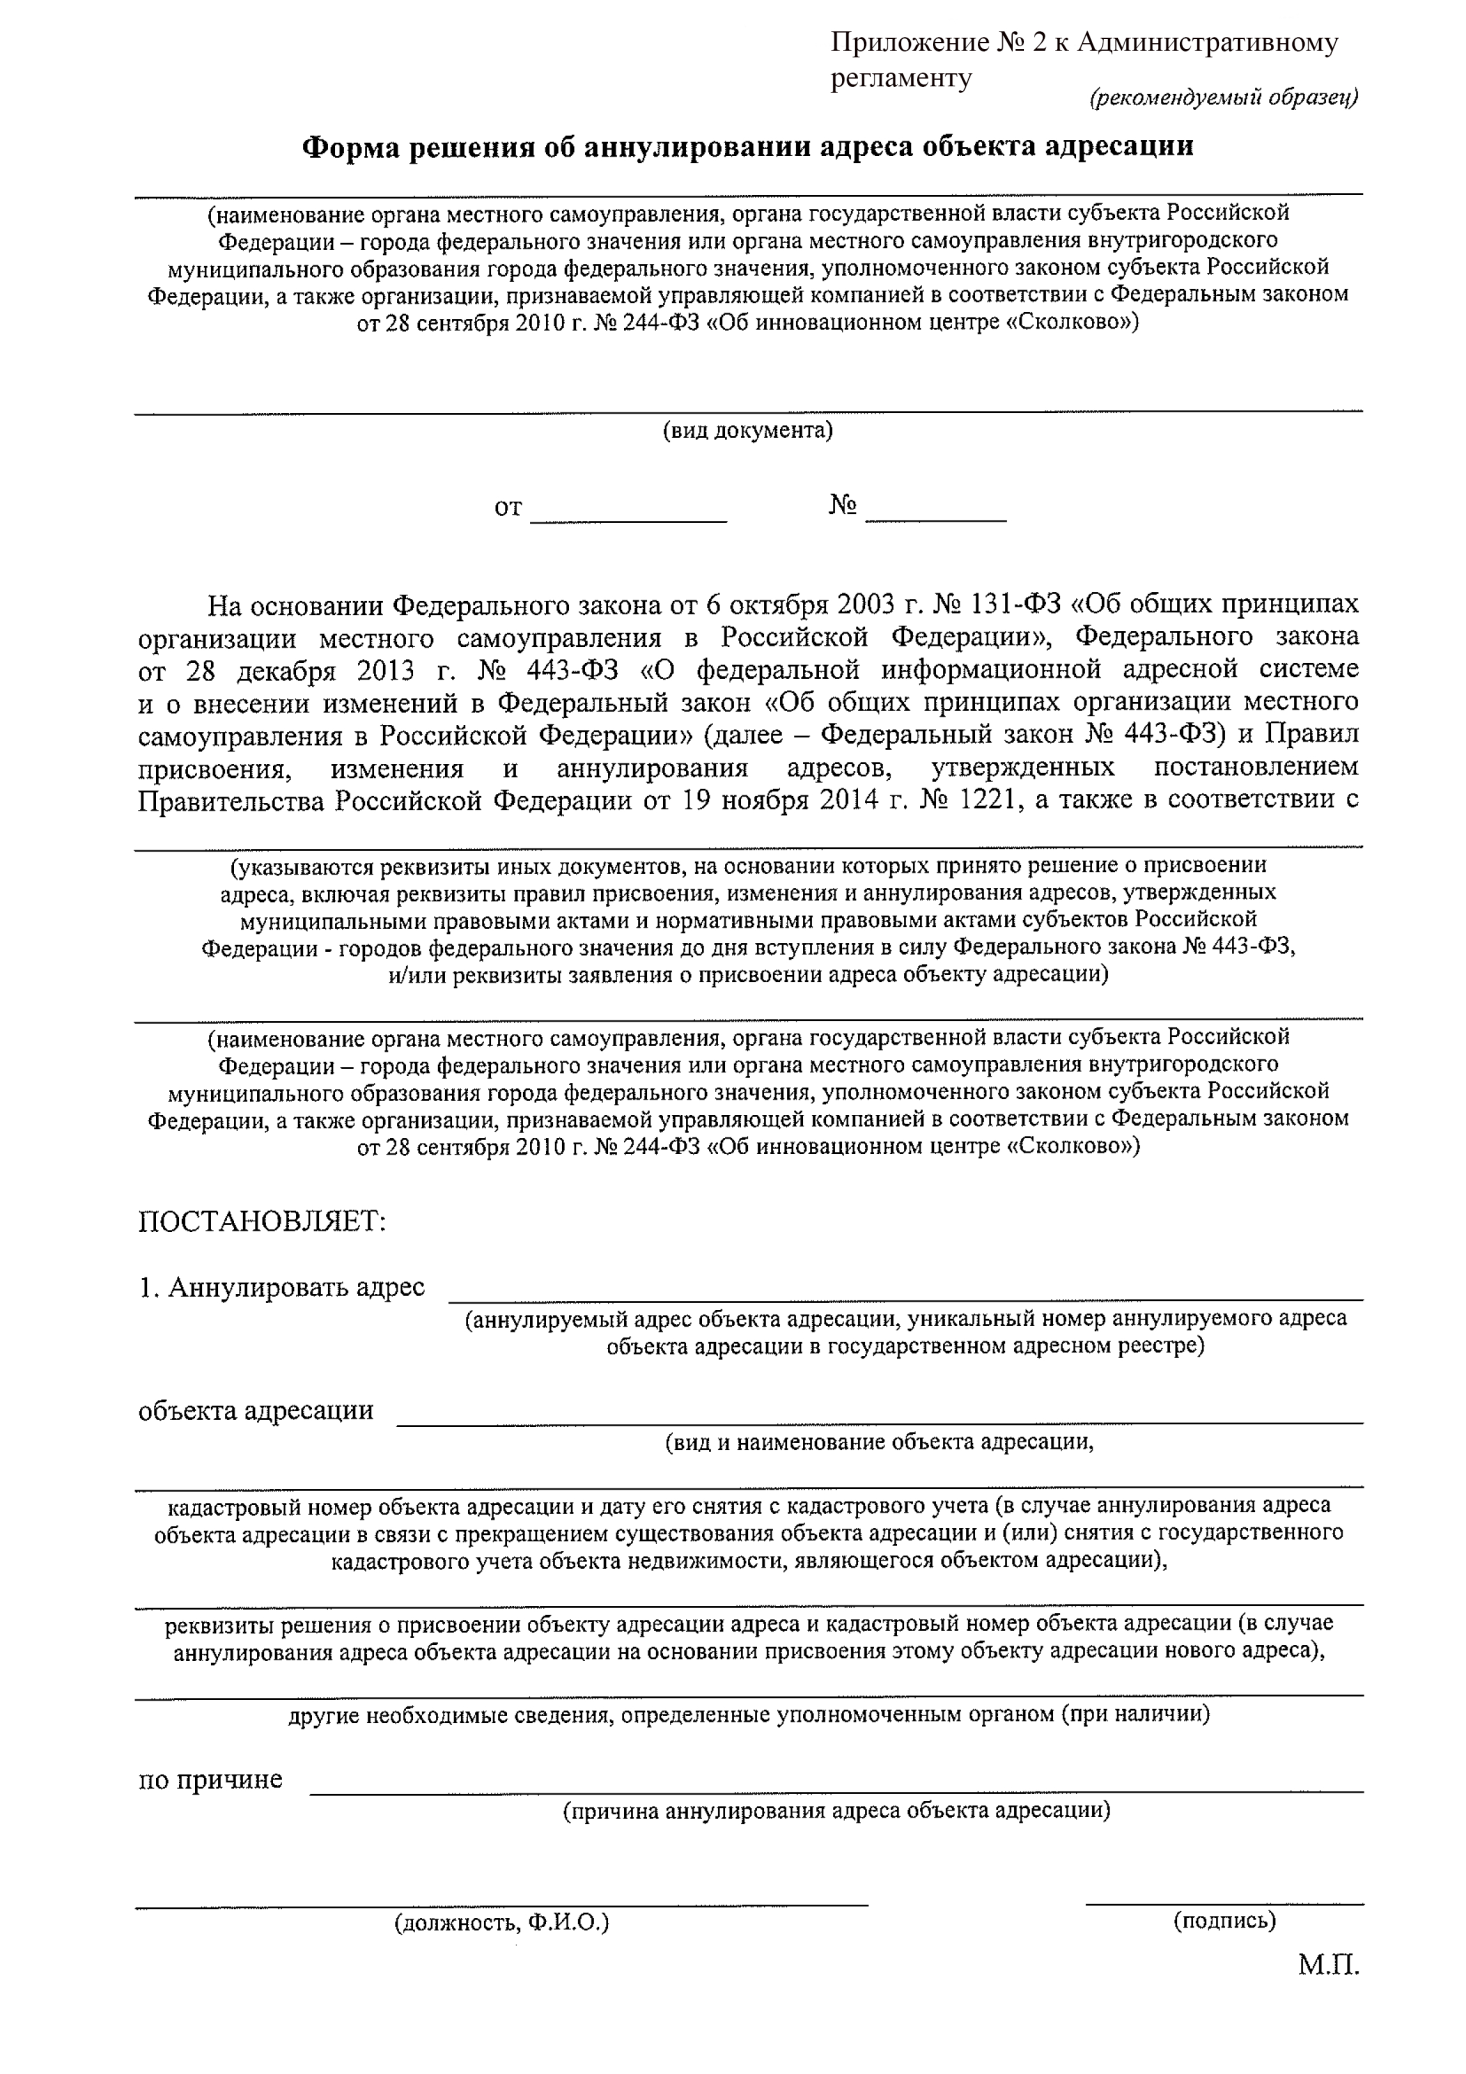 Приложение № 2 к Административному
регламенту
(рекомендуемый образец)
Форма решения об аннулировании адреса объекта адресации
(наименование органа местного самоуправления, органа государственной власти субъекта Российской
Федерации – города федерального значения или органа местного самоуправления внутригородского
муниципального образования города федерального значения, уполномоченного законом субъекта Российской
Федерации, а также организации, признаваемой управляющей компанией в соответствии с Федеральным законом
от 28 сентября 2010 г. № 244-ФЗ «Об инновационном центре «Сколково»)
(вид документа)
от ____________ № _________
На основании Федерального закона от 6 октября 2003 г. № 131-ФЗ «Об общих принципах
организации местного самоуправления в Российской Федерации», Федерального закона
от 28 декабря 2013 г. № 443-ФЗ «О федеральной информационной адресной системе
и о внесении изменений в Федеральный закон «Об общих принципах организации местного
самоуправления в Российской Федерации» (далее – Федеральный закон № 443-ФЗ) и Правил
присвоения, изменения и аннулирования адресов, утвержденных постановлением
Правительства Российской Федерации от 19 ноября 2014 г. № 1221, а также в соответствии с
(указываются реквизиты иных документов, на основании которых принято решение о присвоении
адреса, включая реквизиты правил присвоения, изменения и аннулирования адресов, утвержденных
муниципальными правовыми актами и нормативными правовыми актами субъектов Российской
Федерации - городов федерального значения до дня вступления в силу Федерального закона № 443-ФЗ,
и/или реквизиты заявления о присвоении адреса объекту адресации)
(наименование органа местного самоуправления, органа государственной власти субъекта Российской
Федерации – города федерального значения или органа местного самоуправления внутригородского
муниципального образования города федерального значения, уполномоченного законом субъекта Российской
Федерации, а также организации, признаваемой управляющей компанией в соответствии с Федеральным законом
от 28 сентября 2010 г. № 244-ФЗ «Об инновационном центре «Сколково»)
ПОСТАНОВЛЯЕТ:
1. Аннулировать адрес
(аннулируемый адрес объекта адресации, уникальный номер аннулируемого адреса
объекта адресации в государственном адресном реестре)
объекта адресации
(вид и наименование объекта адресации,
кадастровый номер объекта адресации и дату его снятия с кадастрового учета (в случае аннулирования адреса
объекта адресации в связи с прекращением существования объекта адресации и (или) снятия с государственного
кадастрового учета объекта недвижимости, являющегося объектом адресации),
реквизиты решения о присвоении объекту адресации адреса и кадастровый номер объекта адресации (в случае
аннулирования адреса объекта адресации на основании присвоения этому объекту адресации нового адреса),
другие необходимые сведения, определенные уполномоченным органом (при наличии)
по причине
(причина аннулирования адреса объекта адресации)
(должность, Ф.И.О.) (подпись)
М.П.